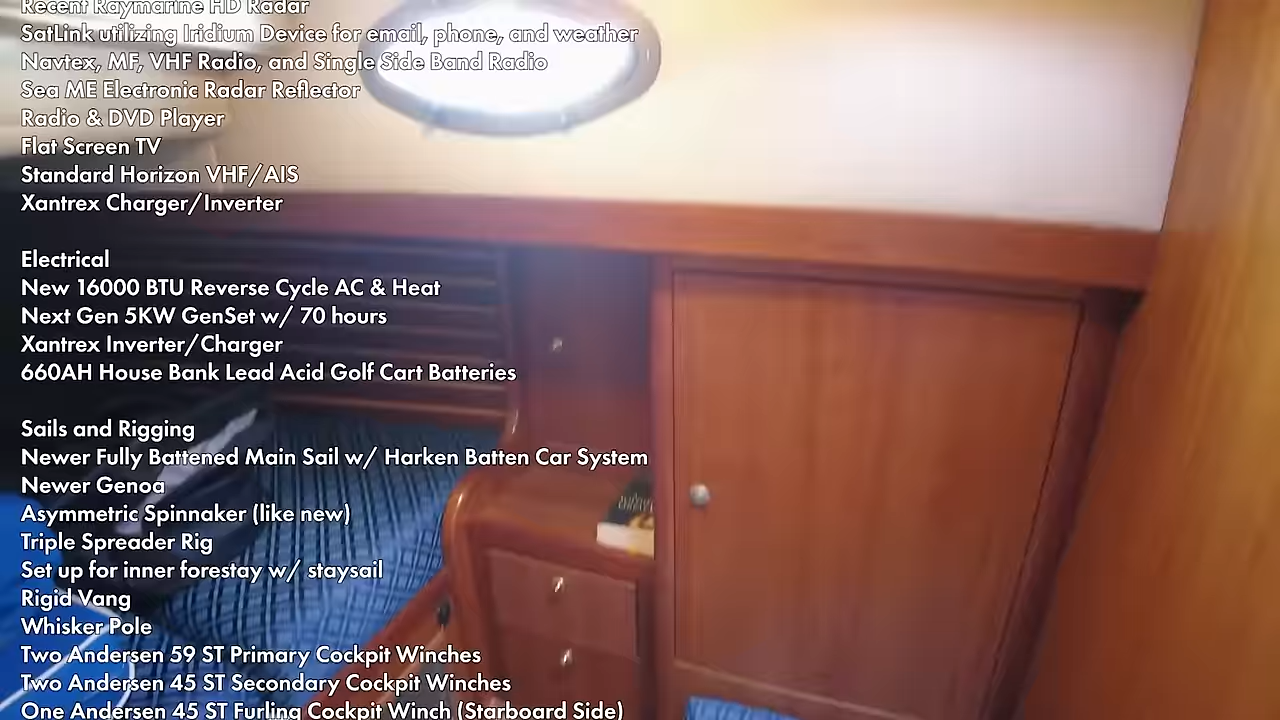 Recent Raymarine HD Radar
SatLink utilizing Iridium Device for email, phone, and weather
Navtex, MF, VHF Radio, and Single Side Band Radio
Sea ME Electronic Radar Reflector
Radio & DVD Player
Flat Screen TV
Standard Horizon VHF/AIS
Xantrex Charger/Inverter
Electrical
New 16000 BTU Reverse Cycle AC & Heat
Next Gen 5KW GenSet w/ 70 hours
Xantrex Inverter/Charger
660AH House Bank Lead Acid Golf Cart Batteries
Sails and Rigging
Newer Fully Battened Main Sail w/ Harken Batten Car System
Newer Genoa
Asymmetric Spinnaker (like new)
Triple Spreader Rig
Set up for inner forestay w/ staysail
Rigid Vang
Whisker Pole
Two Andersen 59 ST Primary Cockpit Winches
Two Andersen 45 ST Secondary Cockpit Winches
One Andersen 45 ST Furling Cockpit Winch (Starboard Side)